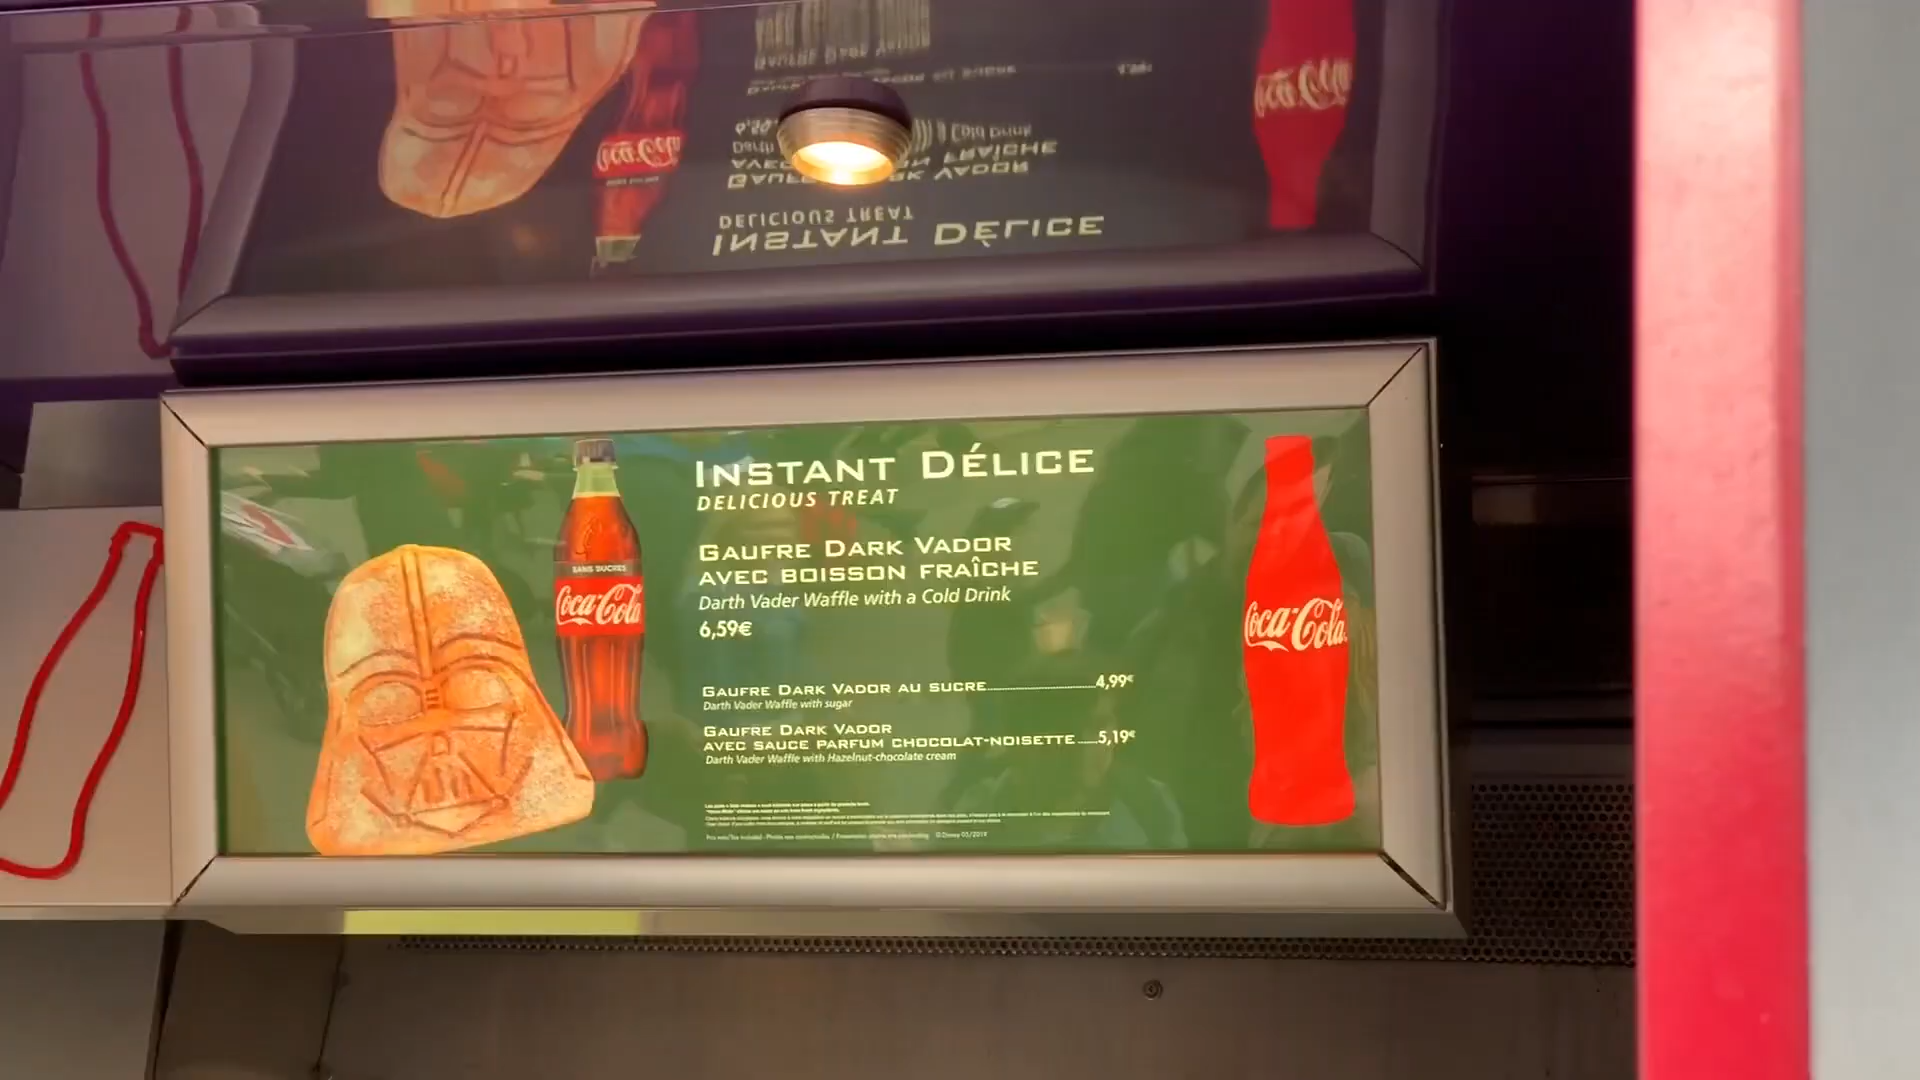 INSTANT DÉLICE
DELICIOUS TREAT
GAUFRE DARK VADOR
AVEC BOISSON FRAÎCHE
Darth Vader Waffle with a Cold Drink
6,59€
GAUFRE DARK VADOR AU SUCRE 4,99€
Darth Vader Waffle with sugar
GAUFRE DARK VADOR
AVEC SAUCE PARFUM CHOCOLAT-NOISETTE 5,19€
Darth Vader Waffle with Hazelnut-chocolate cream
SANS SUCRES
Coca-Cola
Coca-Cola